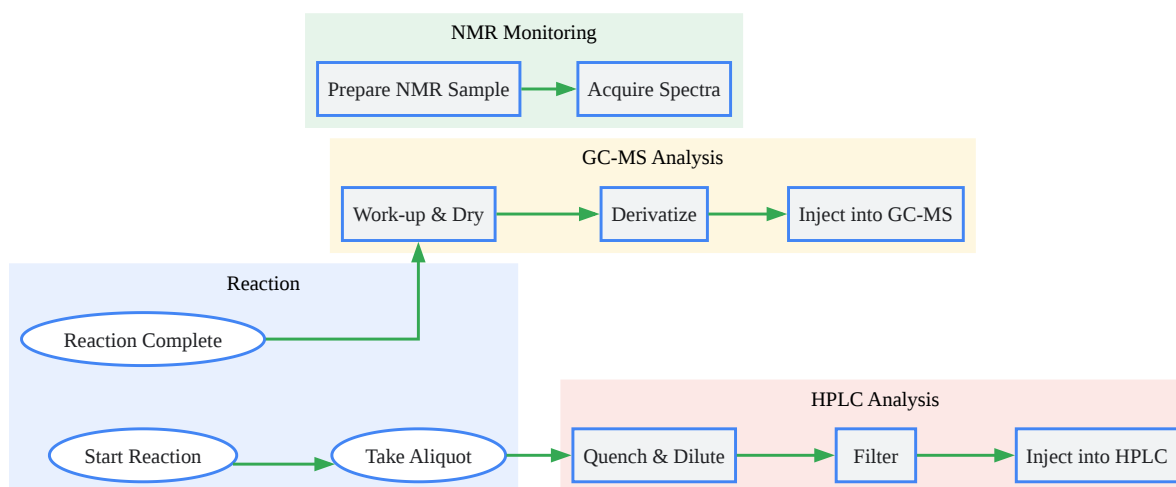 NMR Monitoring
Prepare NMR Sample
Acquire Spectra
GC-MS Analysis
Work-up & Dry
Derivatize
Inject into GC-MS
Reaction
Reaction Complete
Start Reaction
Take Aliquot
HPLC Analysis
Quench & Dilute
Filter
Inject into HPLC